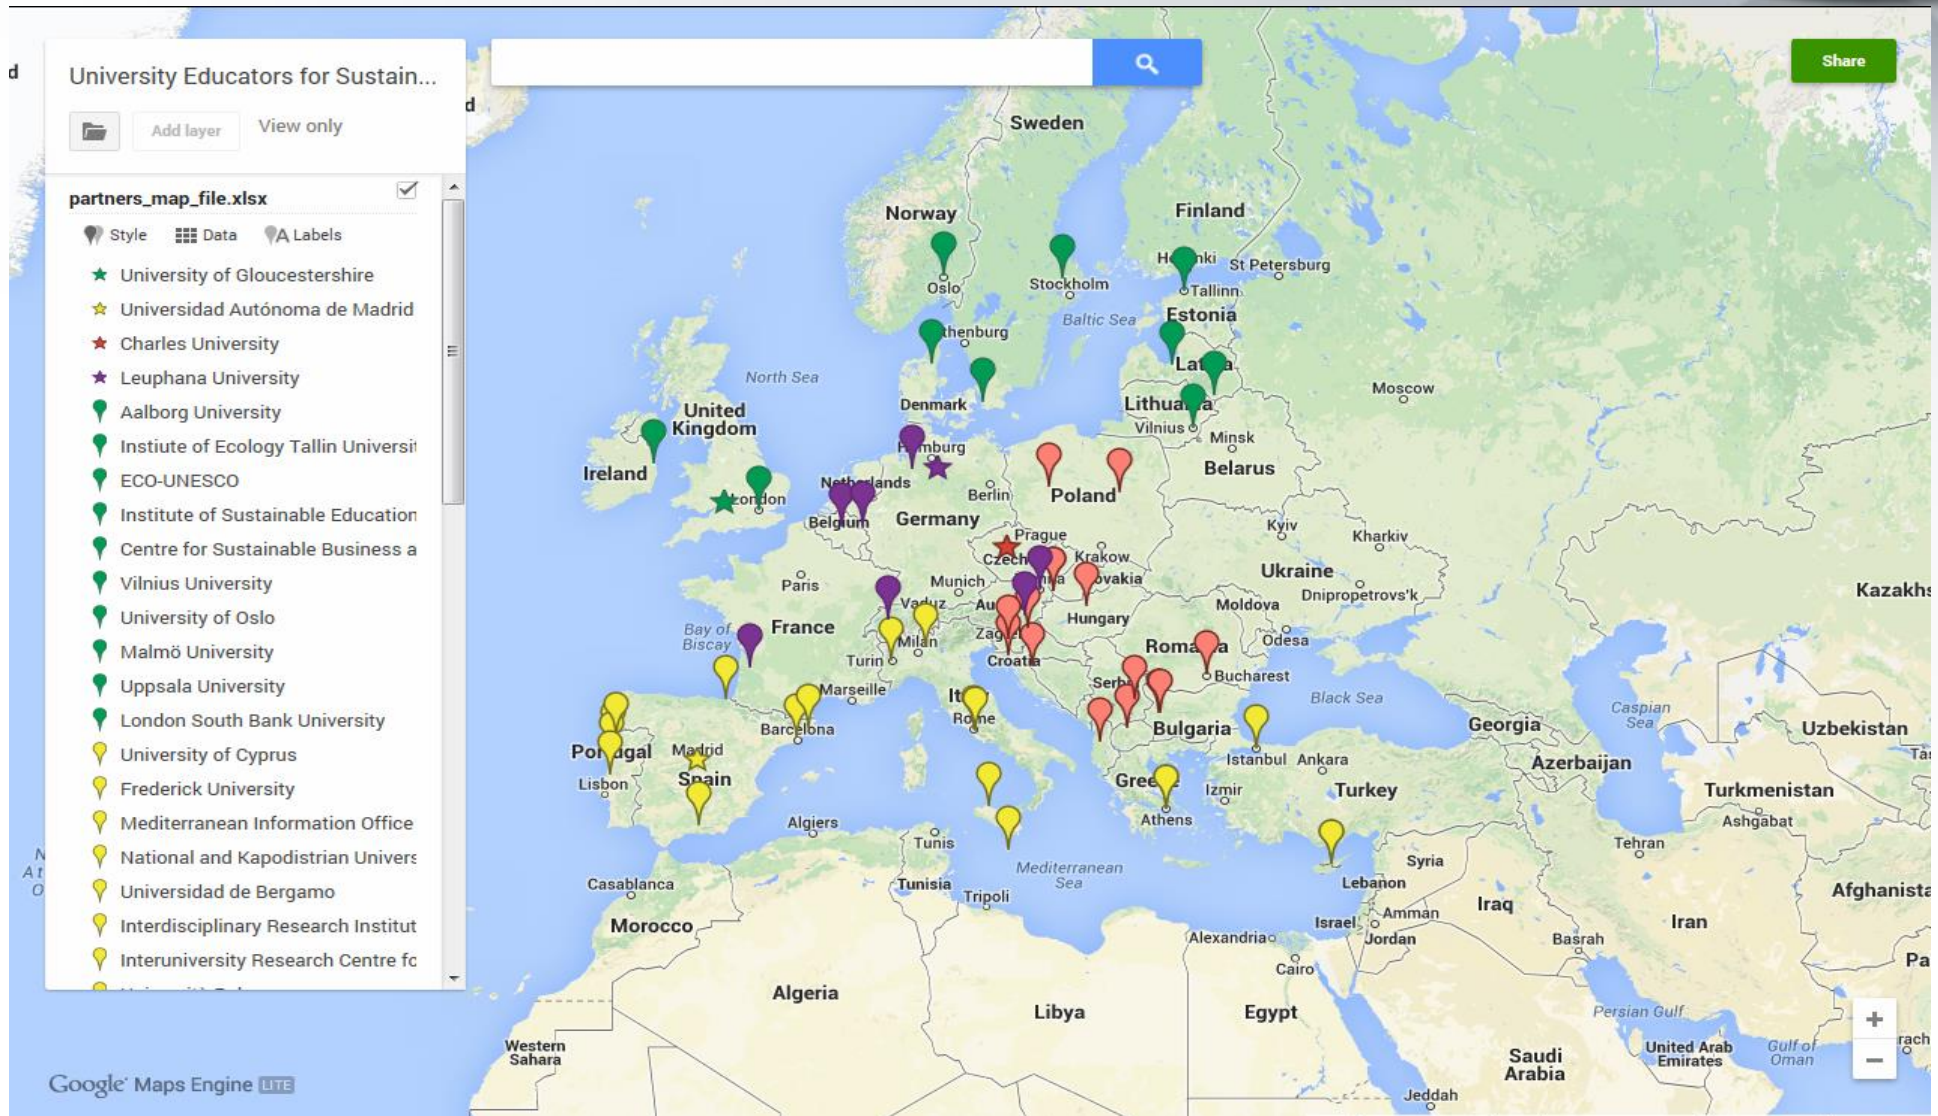 University Educators for Sustain...
Add layer
View only
partners_map_file.xlsx
Style
Data
A Labels
University of Gloucestershire
Universidad Autónoma de Madrid
Charles University
Leuphana University
Aalborg University
Instiute of Ecology Tallin Universit
ECO-UNESCO
Institute of Sustainable Education
Centre for Sustainable Business a
Vilnius University
University of Oslo
Malmö University
Uppsala University
London South Bank University
University of Cyprus
Frederick University
Mediterranean Information Office
National and Kapodistrian Univers
Universidad de Bergamo
Interdisciplinary Research Institut
Interuniversity Research Centre fo
Google Maps Engine LITE
Share
Sweden
Norway
Finland
St Petersburg
Oslo
Stockholm
Tallinn
Estonia
Baltic Sea
thenburg
North Sea
Moscow
Denmark
United
Kingdom
Lithua
Vilnius
Minsk
Belarus
Ireland
Netherlands
Berlin
Poland
London
Belgium
Germany
Kyiv
Kharkiv
Prague
Czech
Krakow
Ukraine
Paris
Munich
Vaduz
Moldova
Dnipropetrovs'k
Kazakhs
Hungary
Bay of
Biscay
France
Milan
Odesa
Turin
Croatia
Bucharest
Marseille
Rome
Black Sea
Caspian
Sea
Barcelona
Bulgaria
Georgia
Uzbekistan
Portugal
Madrid
Spain
Lisbon
Istanbul
Ankara
Azerbaijan
Izmir
Turkey
Turkmenistan
Ashgabat
Algiers
Athens
Tunis
Tehran
Mediterranean
Sea
Syria
Casablanca
Tunisia
Lebanon
Tripoli
Iraq
Afghanista
Morocco
Israel
Amman
Jordan
Iran
Alexandria
Basrah
Cairo
Pa
Algeria
Libya
Egypt
Persian Gulf
Western
Sahara
Saudi
Arabia
United Arab
Emirates
Gulf of
Oman
rach
Jeddah